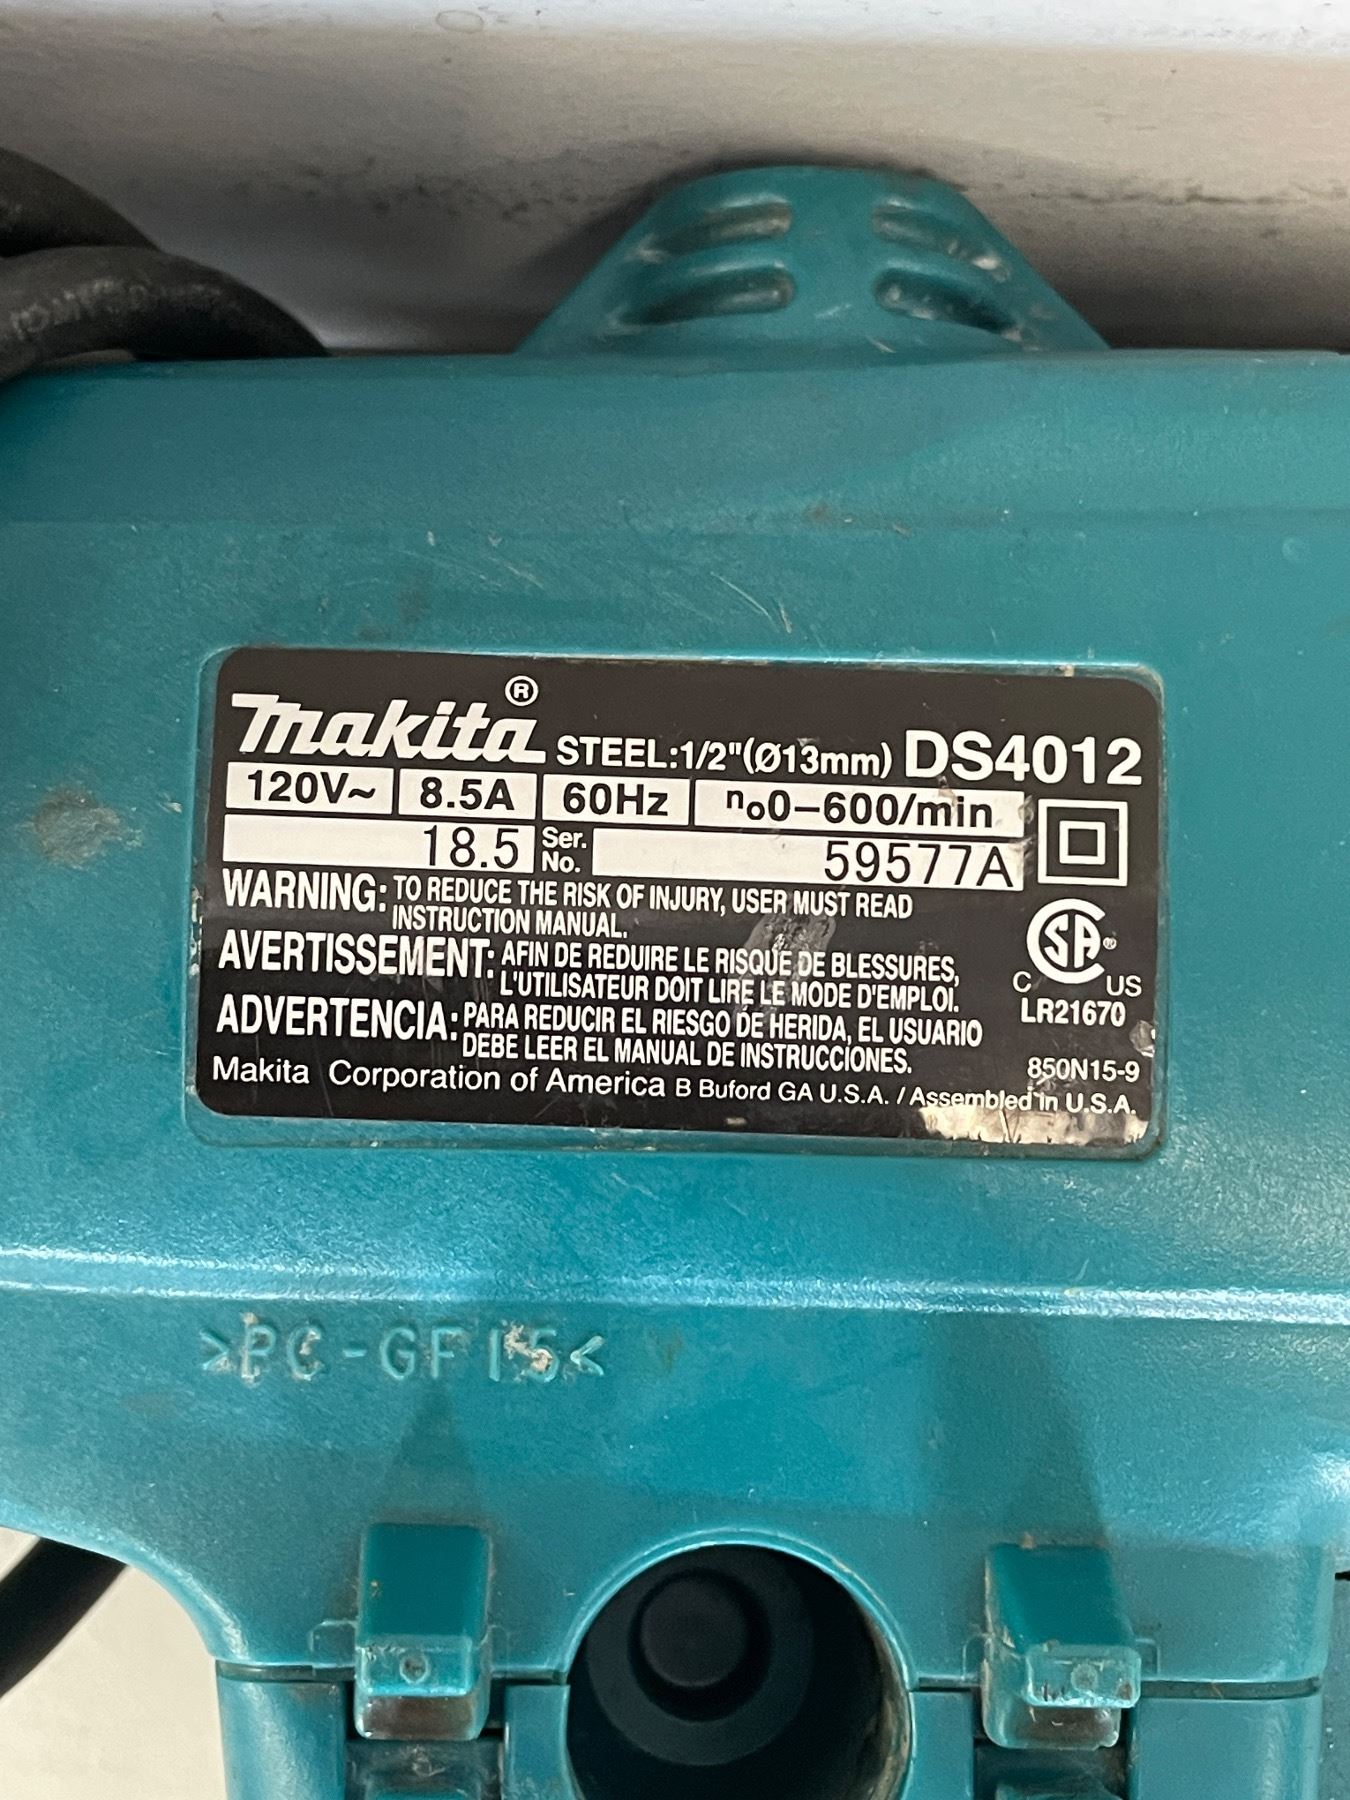 makita® STEEL:1/2"(Ø13mm) DS4012
120V~ 8.5A 60Hz n₀0–600/min
18.5 Ser. No. 59577A
WARNING: TO REDUCE THE RISK OF INJURY, USER MUST READ
INSTRUCTION MANUAL.
AVERTISSEMENT: AFIN DE REDUIRE LE RISQUE DE BLESSURES,
L'UTILISATEUR DOIT LIRE LE MODE D'EMPLOI.
ADVERTENCIA: PARA REDUCIR EL RIESGO DE HERIDA, EL USUARIO
DEBE LEER EL MANUAL DE INSTRUCCIONES.
C SA® US
LR21670
850N15-9
Makita Corporation of America B Buford GA U.S.A. / Assembled in U.S.A.
>PC-GF15<